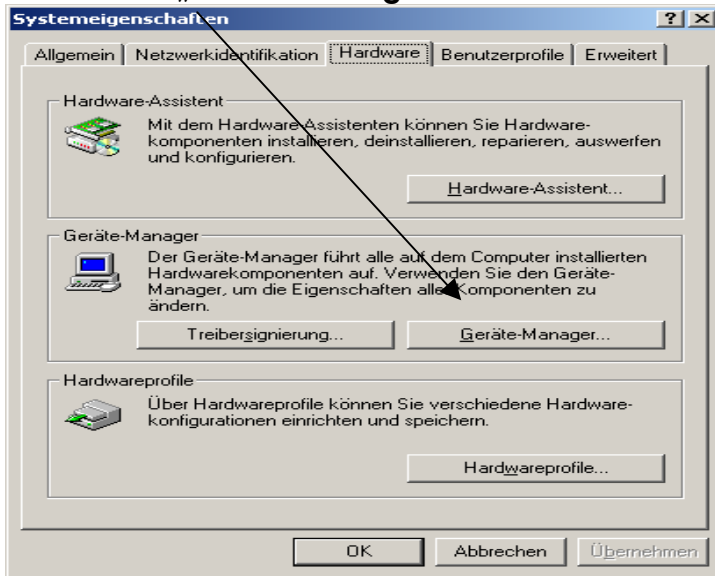 Systemeigenschaften
Allgemein Netzwerkidentifikation Hardware Benutzerprofile Erweitert
Hardware-Assistent
Mit dem Hardware-Assistenten können Sie Hardware-
komponenten installieren, deinstallieren, reparieren, auswerfen
und konfigurieren.
Hardware-Assistent...
Geräte-Manager
Der Geräte-Manager führt alle auf dem Computer installierten
Hardwarekomponenten auf. Verwenden Sie den Geräte-
Manager, um die Eigenschaften aller Komponenten zu
ändern.
Treibersignierung... Geräte-Manager...
Hardwareprofile
Über Hardwareprofile können Sie verschiedene Hardware-
konfigurationen einrichten und speichern.
Hardwareprofile...
OK Abbrechen Übernehmen